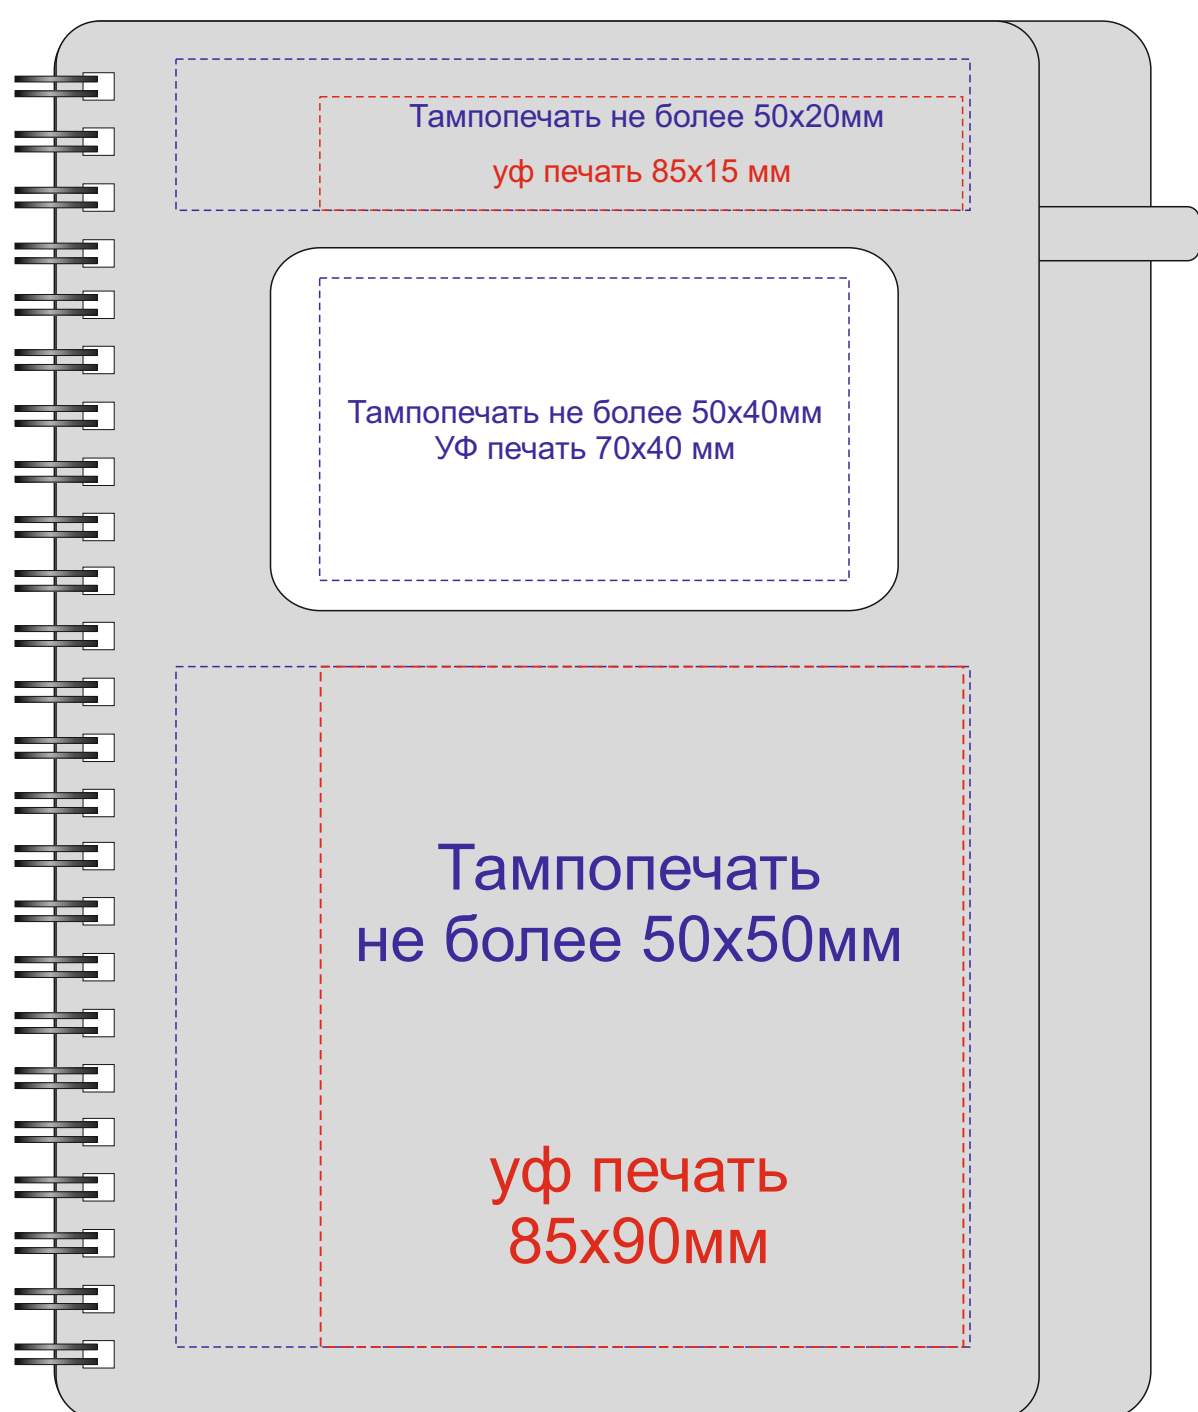 Тампопечать не более 50х20мм
уф печать 85х15 мм
Тампопечать не более 50х40мм
УФ печать 70х40 мм
Тампопечать
не более 50х50мм
уф печать
85х90мм